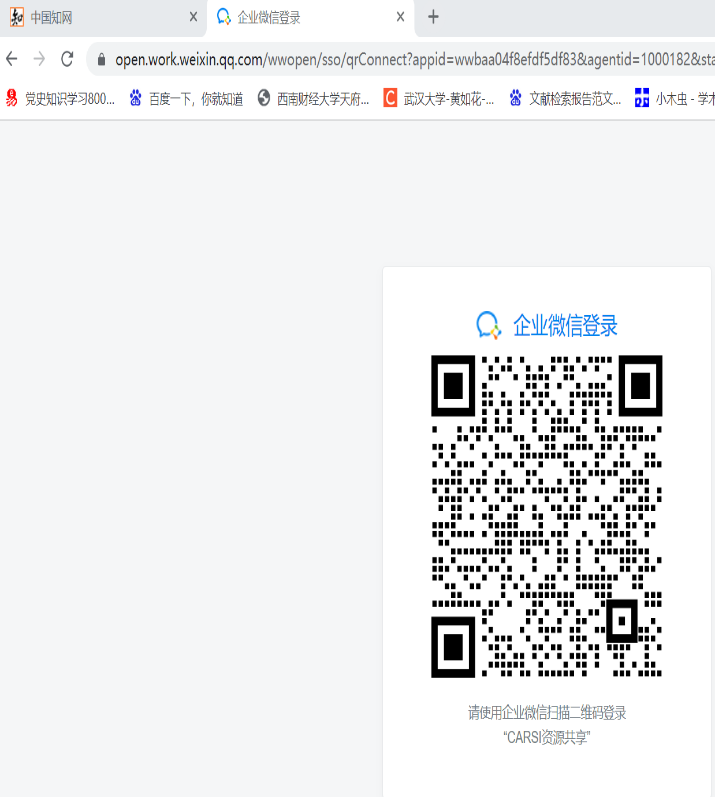 中国知网
企业微信登录
open.work.weixin.qq.com/wwopen/sso/qrConnect?appid=wwbaa04f8efdf5df83&agentid=1000182&sta
党史知识学习800...
百度一下，你就知道
西南财经大学天府...
武汉大学-黄如花-...
文献检索报告范文...
小木虫 - 学术
企业微信登录
请使用企业微信扫描二维码登录
“CARSI资源共享”